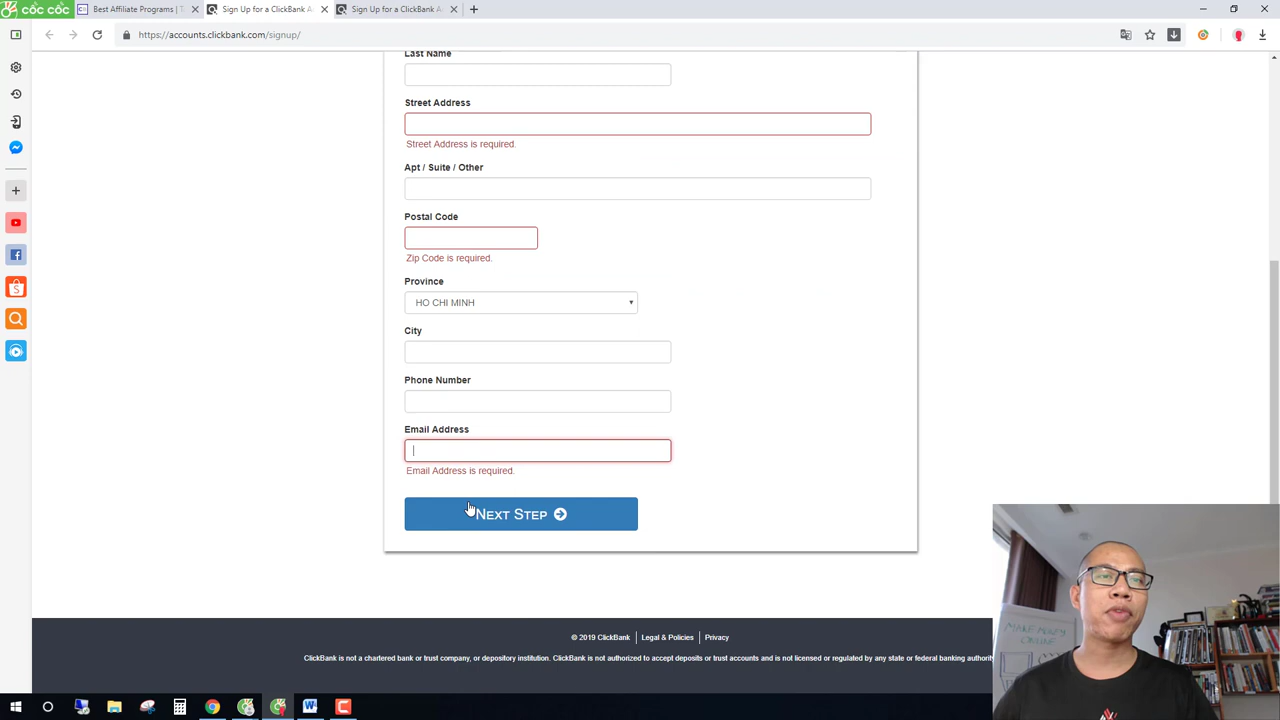 cốc cốc
Best Affiliate Programs | T
Sign Up for a ClickBank A
Sign Up for a ClickBank A
https://accounts.clickbank.com/signup/
Last Name
Street Address
Street Address is required.
Apt / Suite / Other
Postal Code
Zip Code is required.
Province
HO CHI MINH
City
Phone Number
Email Address
Email Address is required.
NEXT STEP
© 2019 ClickBank
Legal & Policies
Privacy
ClickBank is not a chartered bank or trust company, or depository institution. ClickBank is not authorized to accept deposits or trust accounts and is not licensed or regulated by any state or federal banking authority
MAKE MONEY
ONLINE